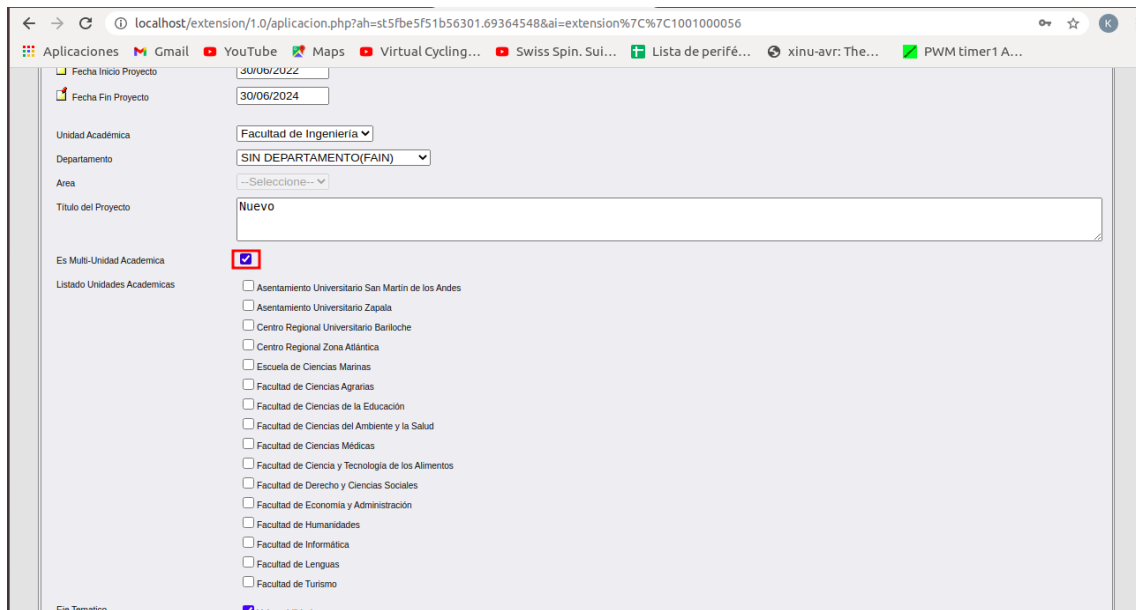 localhost/extension/1.0/aplicacion.php?ah=st5fbe5f51b56301.69364548&ai=extension%7C%7C1001000056
K
Aplicaciones Gmail YouTube Maps Virtual Cycling... Swiss Spin. Sui... Lista de perifé... xinu-avr: The... PWM timer1 A...
Fecha Inicio Proyecto 30/06/2022
Fecha Fin Proyecto 30/06/2024
Unidad Académica Facultad de Ingeniería
Departamento SIN DEPARTAMENTO(FAIN)
Area --Seleccione--
Título del Proyecto Nuevo
Es Multi-Unidad Academica
Listado Unidades Academicas
Asentamiento Universitario San Martín de los Andes
Asentamiento Universitario Zapala
Centro Regional Universitario Bariloche
Centro Regional Zona Atlántica
Escuela de Ciencias Marinas
Facultad de Ciencias Agrarias
Facultad de Ciencias de la Educación
Facultad de Ciencias del Ambiente y la Salud
Facultad de Ciencias Médicas
Facultad de Ciencia y Tecnología de los Alimentos
Facultad de Derecho y Ciencias Sociales
Facultad de Economía y Administración
Facultad de Humanidades
Facultad de Informática
Facultad de Lenguas
Facultad de Turismo
Eje Tematico